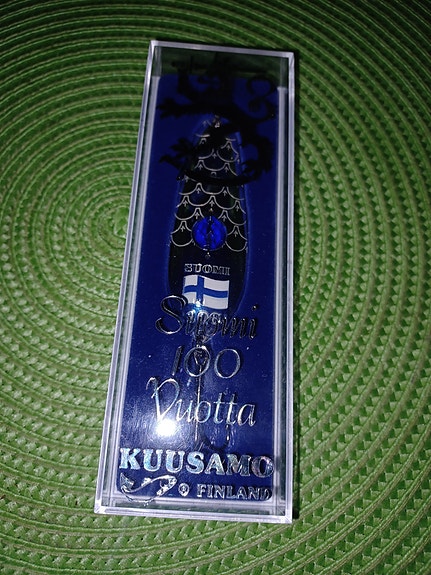 SUOMI
Suomi
100
Vuotta
KUUSAMO
® FINLAND